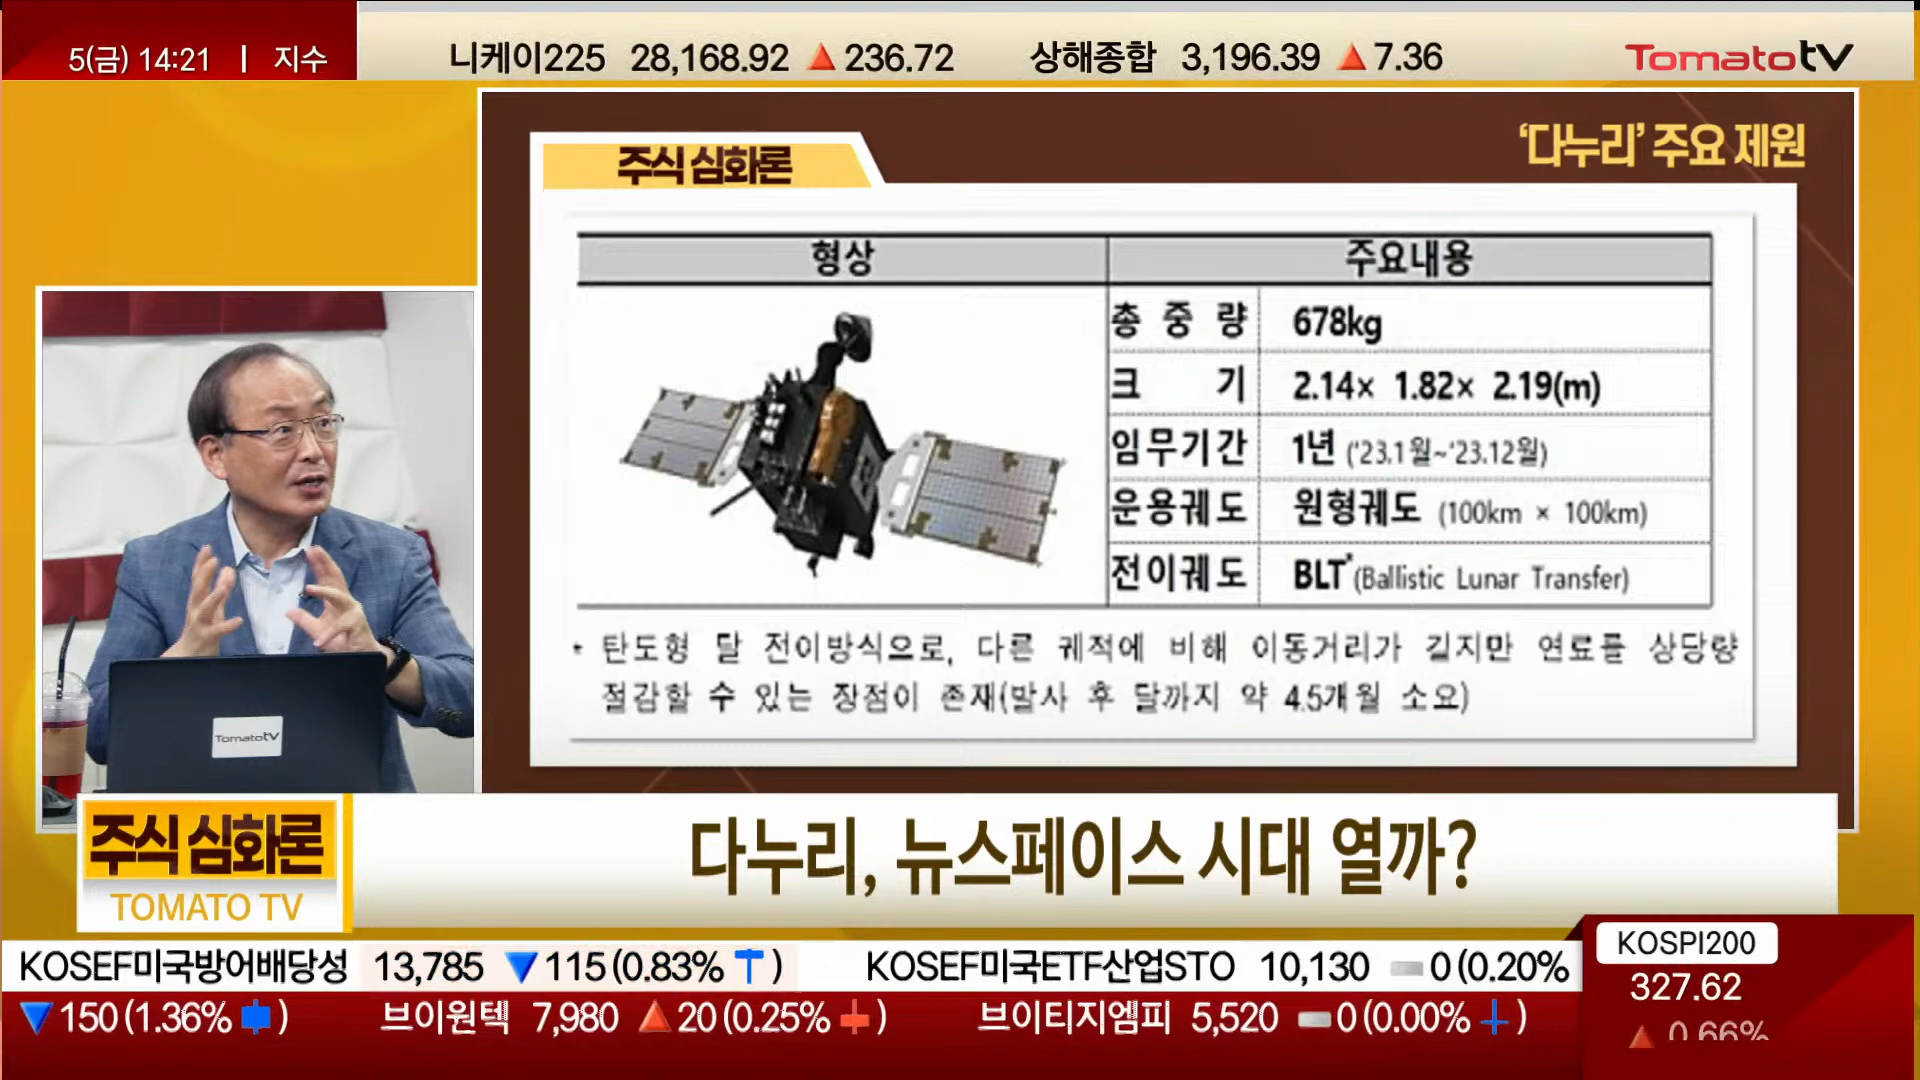 5(금) 14:21 | 지수
니케이225 28,168.92 ▲ 236.72 상해종합 3,196.39 ▲ 7.36
Tomatotv
'다누리' 주요 제원
주식 심화론
형상 주요내용
총 중 량 678kg
크 기 2.14× 1.82× 2.19(m)
임무기간 1년 ('23.1월~'23.12월)
운용궤도 원형궤도 (100km × 100km)
전이궤도 BLT*(Ballistic Lunar Transfer)
* 탄도형 달 전이방식으로, 다른 궤적에 비해 이동거리가 길지만 연료를 상당량
절감할 수 있는 장점이 존재(발사 후 달까지 약 4.5개월 소요)
Tomatotv
주식 심화론
TOMATO TV
다누리, 뉴스페이스 시대 열까?
KOSEF미국방어배당성 13,785 ▼ 115 (0.83% ) KOSEF미국ETF산업STO 10,130 0 (0.20%
▼ 150 (1.36% ) 브이원텍 7,980 ▲ 20 (0.25% ) 브이티지엠피 5,520 0 (0.00% )
KOSPI200
327.62
▲ 0.66%